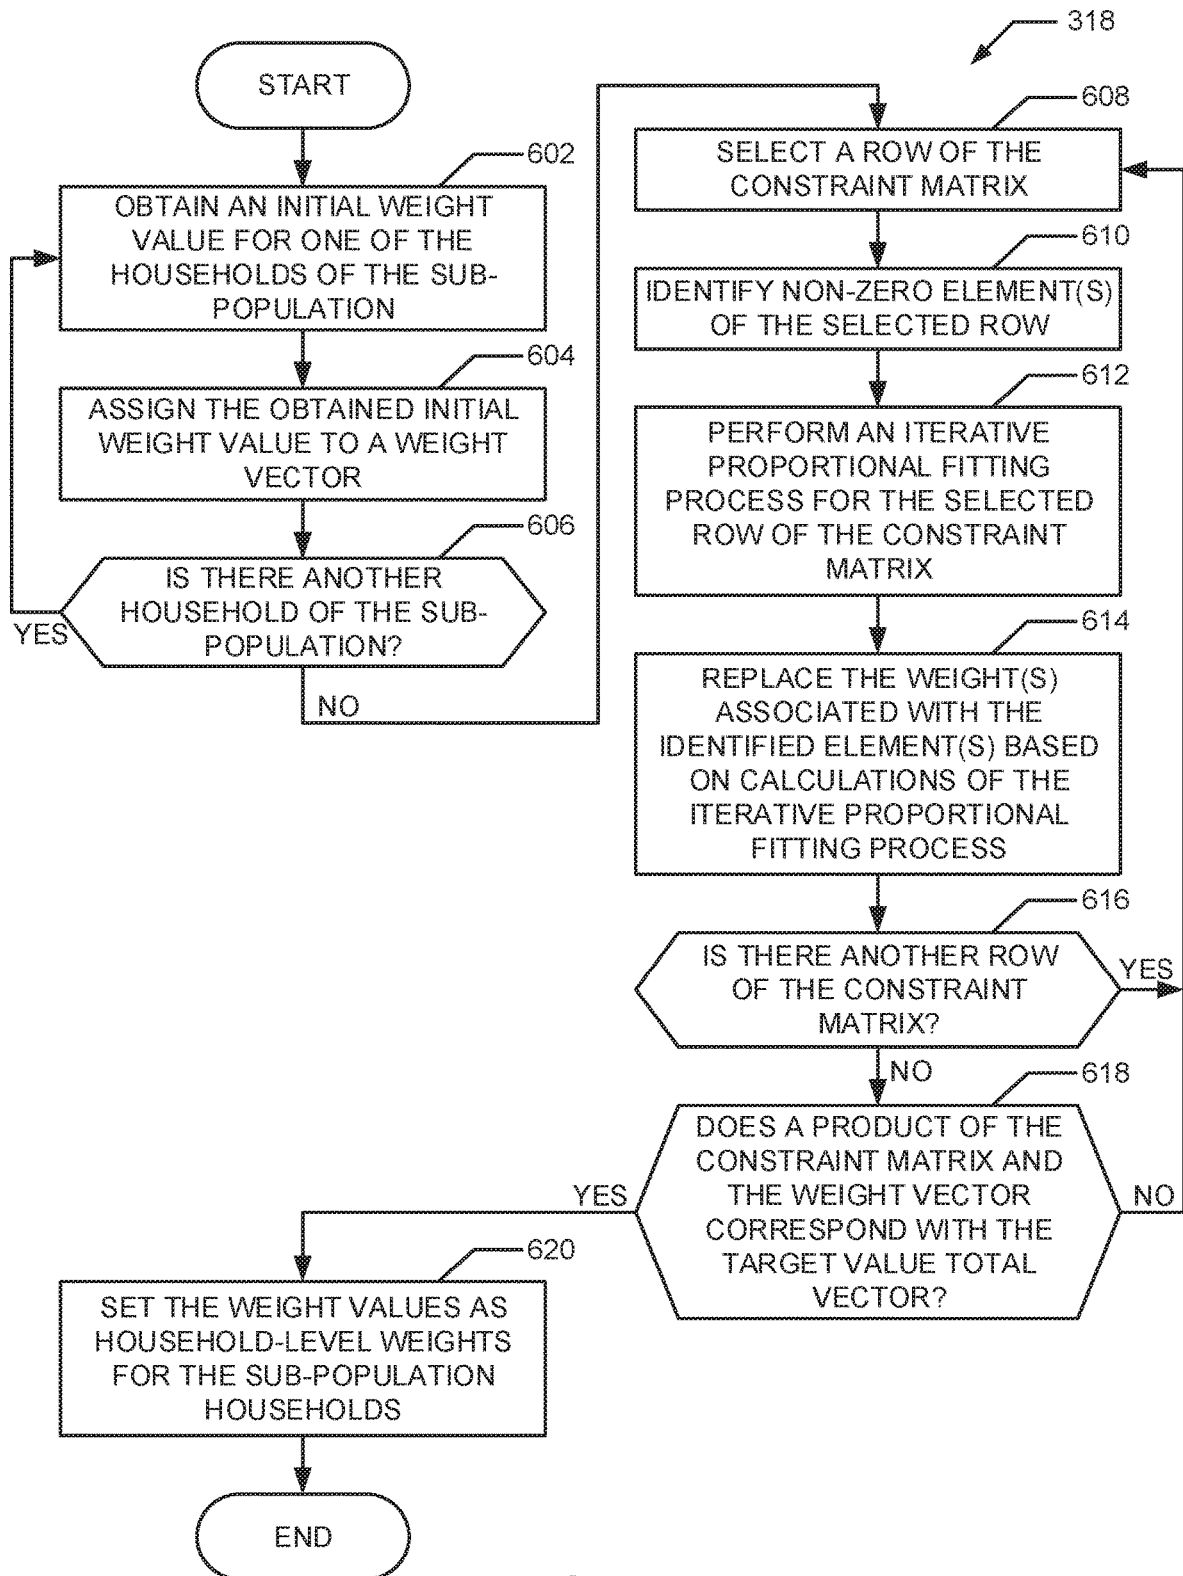 318
START
602
OBTAIN AN INITIAL WEIGHT
VALUE FOR ONE OF THE
HOUSEHOLDS OF THE SUB-
POPULATION
604
ASSIGN THE OBTAINED INITIAL
WEIGHT VALUE TO A WEIGHT
VECTOR
606
IS THERE ANOTHER
HOUSEHOLD OF THE SUB-
POPULATION?
YES
NO
608
SELECT A ROW OF THE
CONSTRAINT MATRIX
610
IDENTIFY NON-ZERO ELEMENT(S)
OF THE SELECTED ROW
612
PERFORM AN ITERATIVE
PROPORTIONAL FITTING
PROCESS FOR THE SELECTED
ROW OF THE CONSTRAINT
MATRIX
614
REPLACE THE WEIGHT(S)
ASSOCIATED WITH THE
IDENTIFIED ELEMENT(S) BASED
ON CALCULATIONS OF THE
ITERATIVE PROPORTIONAL
FITTING PROCESS
616
IS THERE ANOTHER ROW
OF THE CONSTRAINT
MATRIX?
YES
NO
618
DOES A PRODUCT OF THE
CONSTRAINT MATRIX AND
THE WEIGHT VECTOR
CORRESPOND WITH THE
TARGET VALUE TOTAL
VECTOR?
YES
NO
620
SET THE WEIGHT VALUES AS
HOUSEHOLD-LEVEL WEIGHTS
FOR THE SUB-POPULATION
HOUSEHOLDS
END